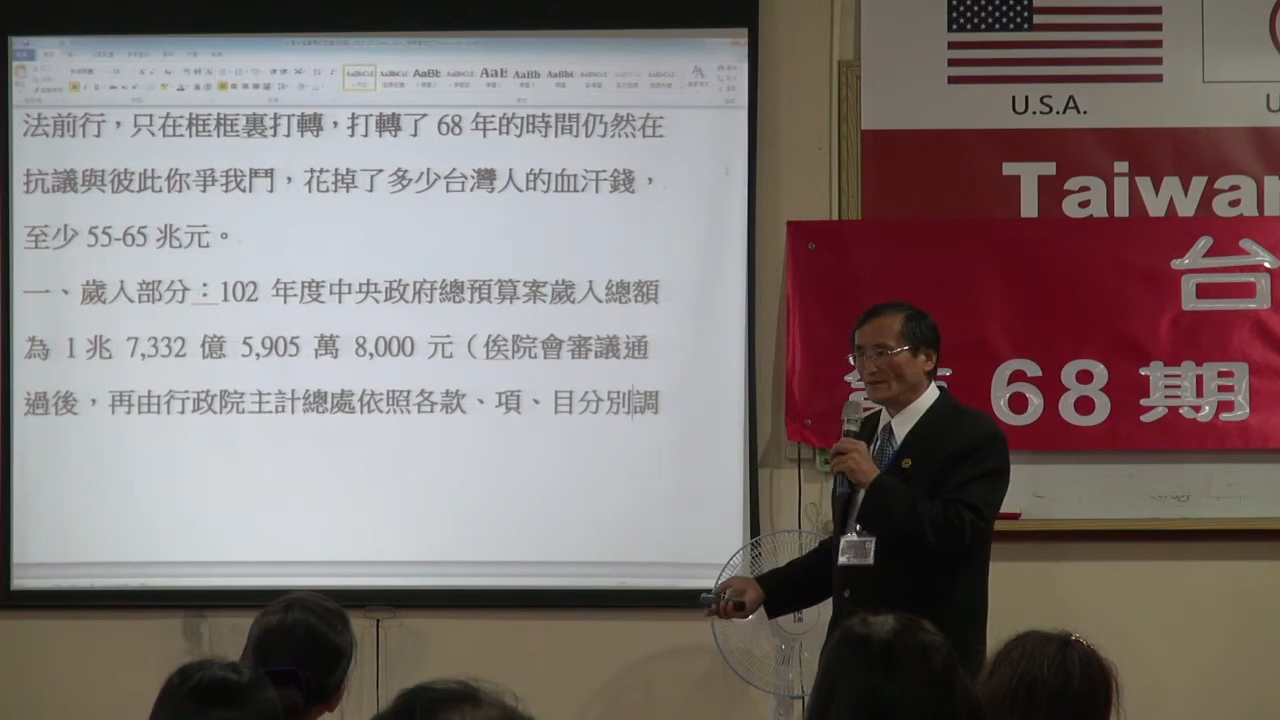 法前行，只在框框裏打轉，打轉了 68 年的時間仍然在
抗議與彼此你爭我鬥，花掉了多少台灣人的血汗錢，
至少 55-65 兆元。
一、歲入部分：102 年度中央政府總預算案歲入總額
為 1 兆 7,332 億 5,905 萬 8,000 元（俟院會審議通
過後，再由行政院主計總處依照各款、項、目分別調
U.S.A.
U
Taiwan
台
68 期